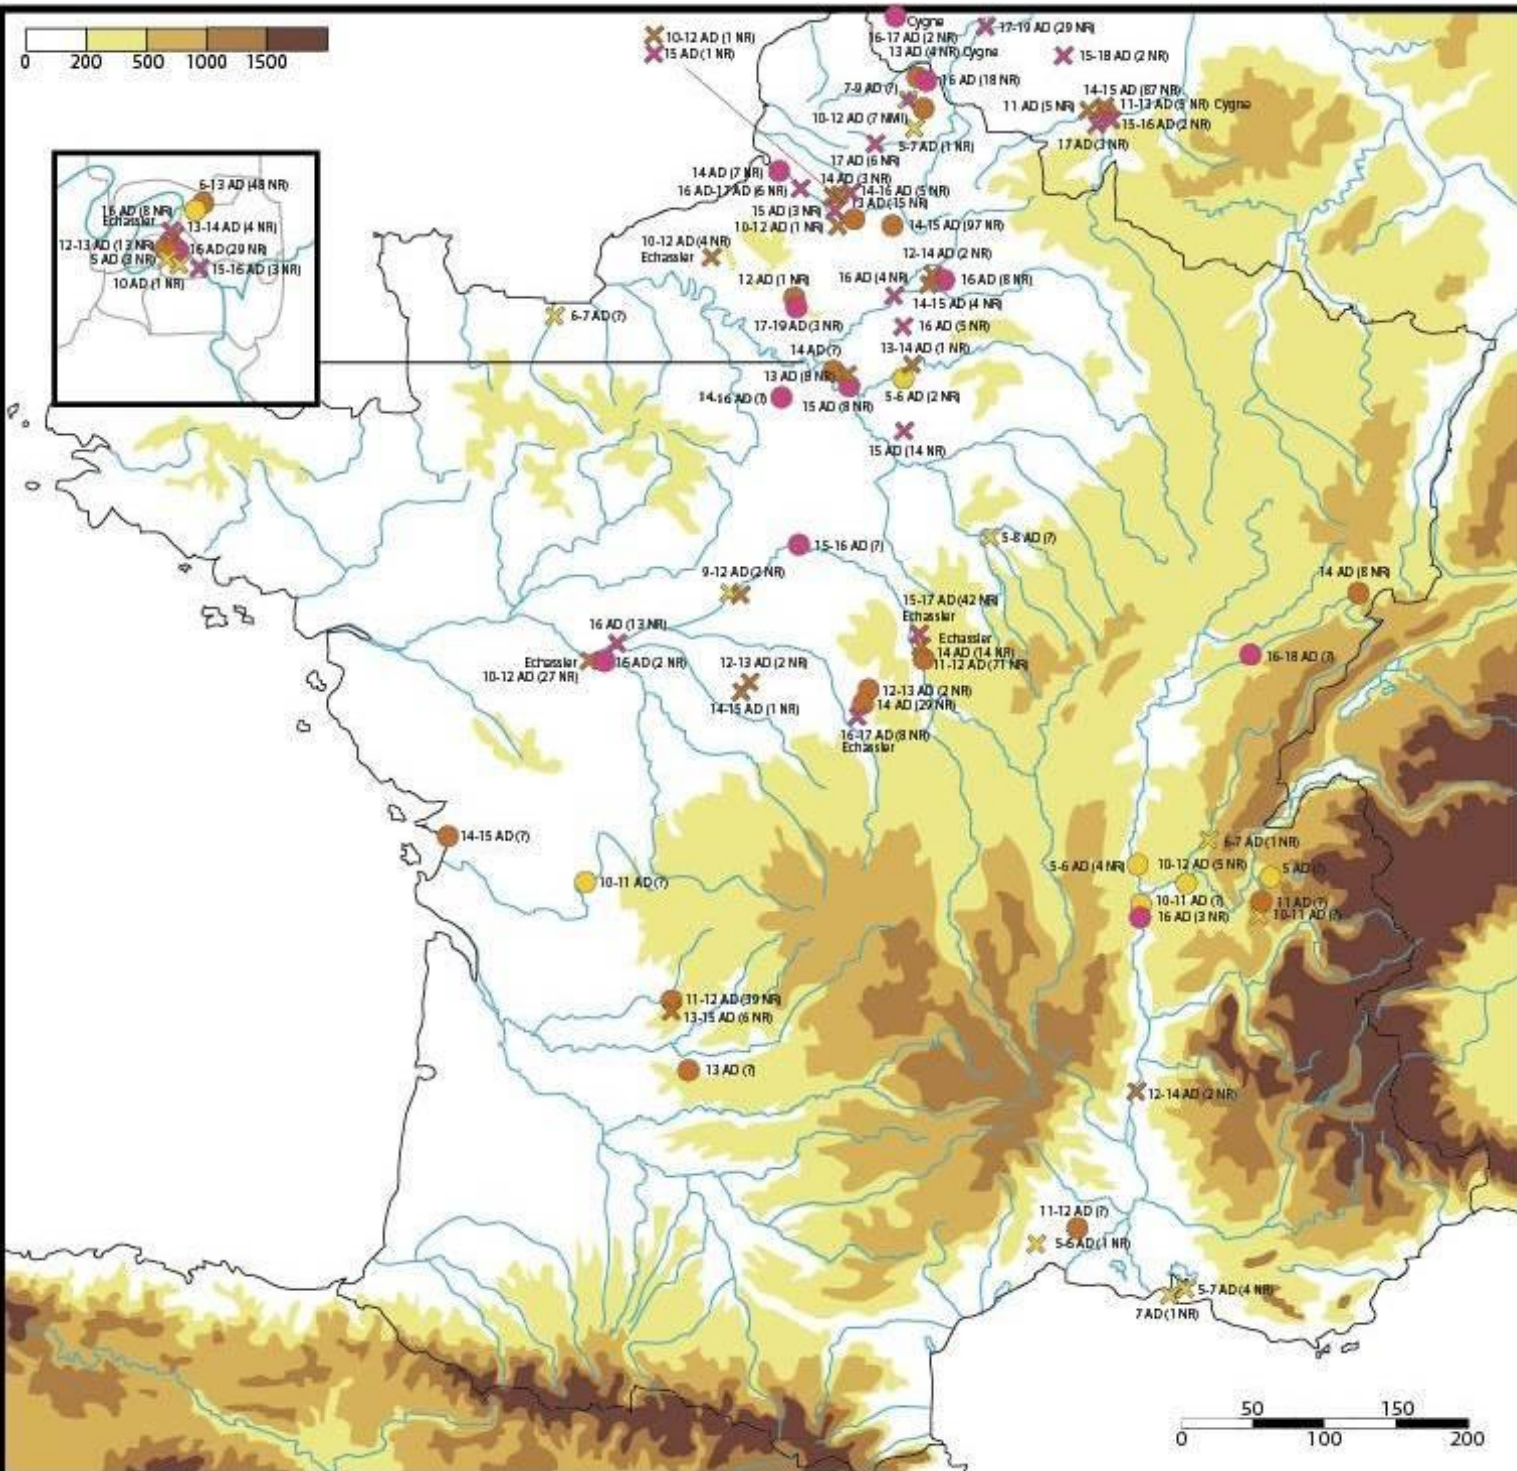 0 200 500 1000 1500
10-12 AD (1 NR)
15 AD (1 NR)
Cygne
16-17 AD (2 NR)
13 AD (4 NR) Cygne
17-19 AD (29 NR)
15-18 AD (2 NR)
16 AD (18 NR)
7-9 AD (?)
14-15 AD (87 NR)
11 AD (5 NR)
11-13 AD (5 NR) Cygne
10-12 AD (7 NMI)
15-16 AD (2 NR)
5-7 AD (1 NR)
17 AD (3 NR)
17 AD (6 NR)
14 AD (7 NR)
14 AD (3 NR)
16 AD-17 AD (6 NR)
14-16 AD (5 NR)
13 AD (15 NR)
15 AD (3 NR)
10-12 AD (1 NR)
14-15 AD (97 NR)
6-13 AD (48 NR)
16 AD (8 NR)
Echassier
13-14 AD (4 NR)
12-13 AD (13 NR)
16 AD (29 NR)
5 AD (3 NR)
15-16 AD (3 NR)
10 AD (1 NR)
10-12 AD (4 NR)
Echassier
12-14 AD (2 NR)
12 AD (1 NR)
16 AD (4 NR)
16 AD (8 NR)
14-15 AD (4 NR)
6-7 AD (?)
17-19 AD (3 NR)
16 AD (5 NR)
14 AD (?)
13-14 AD (1 NR)
13 AD (8 NR)
14-16 AD (?)
15 AD (8 NR)
5-6 AD (2 NR)
15 AD (14 NR)
15-16 AD (?)
5-8 AD (?)
9-12 AD (2 NR)
14 AD (8 NR)
15-17 AD (42 NR)
Echassier
16 AD (13 NR)
Echassier
14 AD (14 NR)
11-12 AD (71 NR)
Echassier
16 AD (2 NR)
10-12 AD (27 NR)
12-13 AD (2 NR)
16-18 AD (?)
12-13 AD (2 NR)
14 AD (29 NR)
14-15 AD (1 NR)
16-17 AD (8 NR)
Echassier
14-15 AD (?)
6-7 AD (1 NR)
5-6 AD (4 NR)
10-12 AD (5 NR)
5 AD (?)
10-11 AD (?)
10-11 AD (?)
11 AD (?)
16 AD (3 NR)
10-11 AD (?)
11-12 AD (39 NR)
13-15 AD (6 NR)
13 AD (?)
12-14 AD (2 NR)
11-12 AD (?)
5-6 AD (1 NR)
5-7 AD (4 NR)
7 AD (1 NR)
50 150
0 100 200